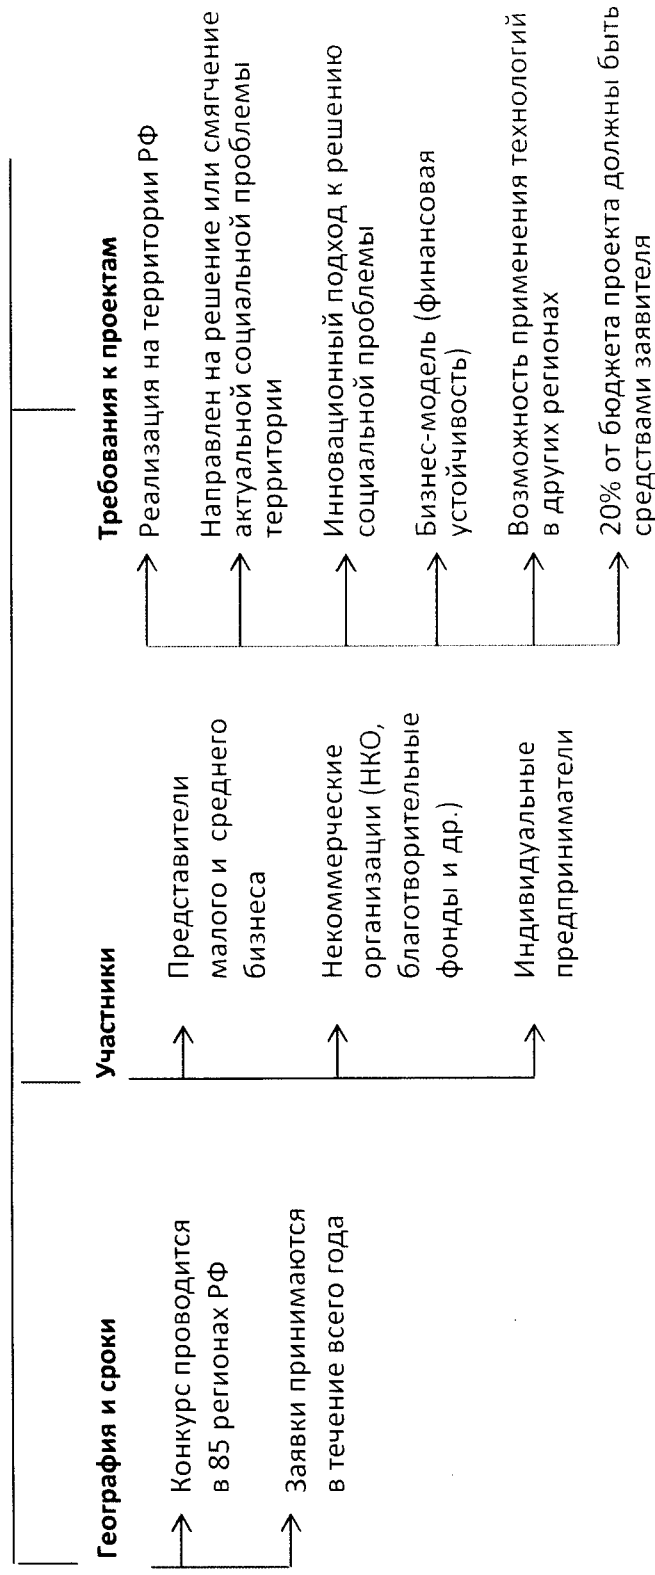 География и сроки
Конкурс проводится
в 85 регионах РФ
Заявки принимаются
в течение всего года
Участники
Представители
малого и среднего
бизнеса
Некоммерческие
организации (НКО,
благотворительные
фонды и др.)
Индивидуальные
предприниматели
Требования к проектам
Реализация на территории РФ
Направлен на решение или смягчение
актуальной социальной проблемы
территории
Инновационный подход к решению
социальной проблемы
Бизнес-модель (финансовая
устойчивость)
Возможность применения технологий
в других регионах
20% от бюджета проекта должны быть
средствами заявителя